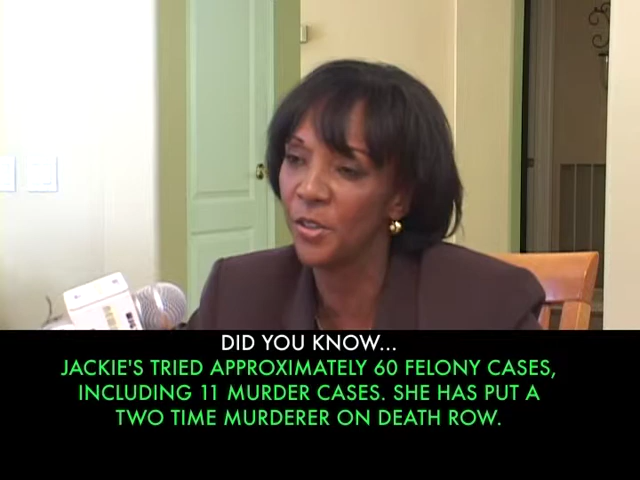 DID YOU KNOW...
JACKIE'S TRIED APPROXIMATELY 60 FELONY CASES,
INCLUDING 11 MURDER CASES. SHE HAS PUT A
TWO TIME MURDERER ON DEATH ROW.